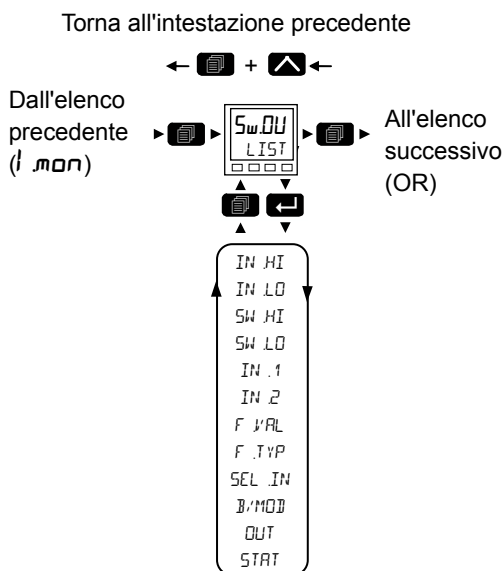 Torna all'intestazione precedente
+
Dall'elenco
precedente
(I.mon)
Sw.OU
LIST
All'elenco
successivo
(OR)
IN.HI
IN.LO
SW.HI
SW.LO
IN.1
IN.2
F.VAL
F.TYP
SEL.IN
B/MOD
OUT
STAT